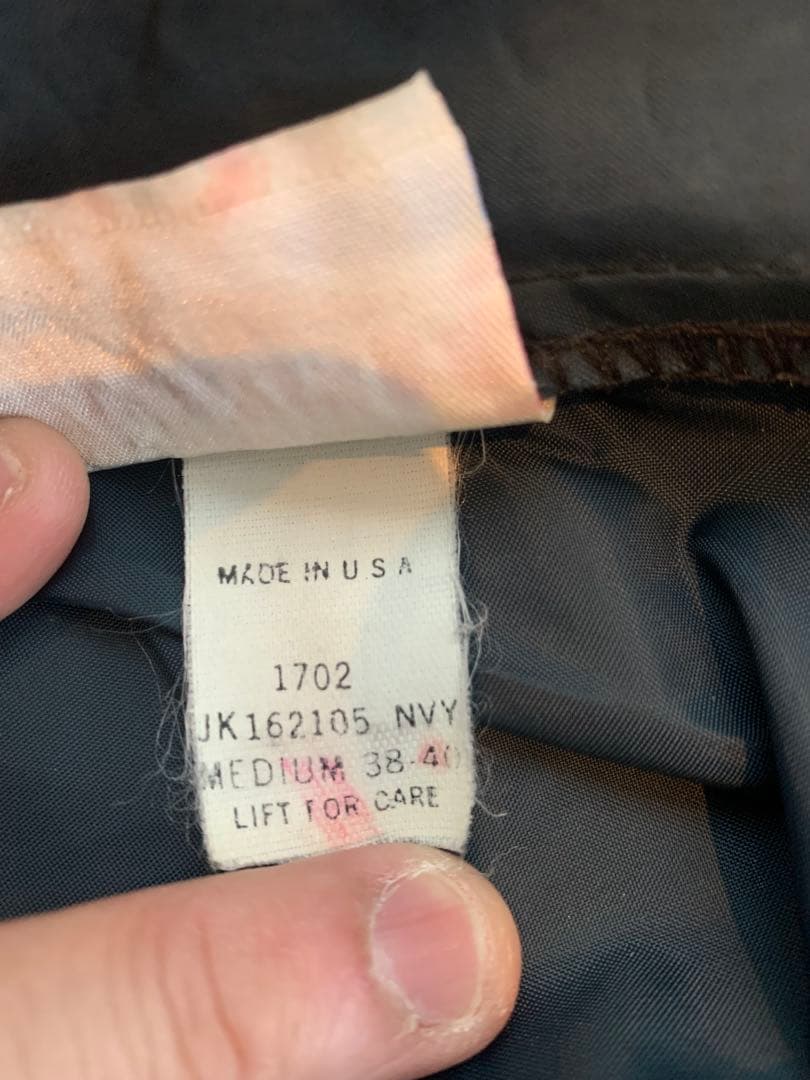 MADE IN U.S.A
1702
JK162105 NVY
MEDIUM 38-40
LIFT FOR CARE